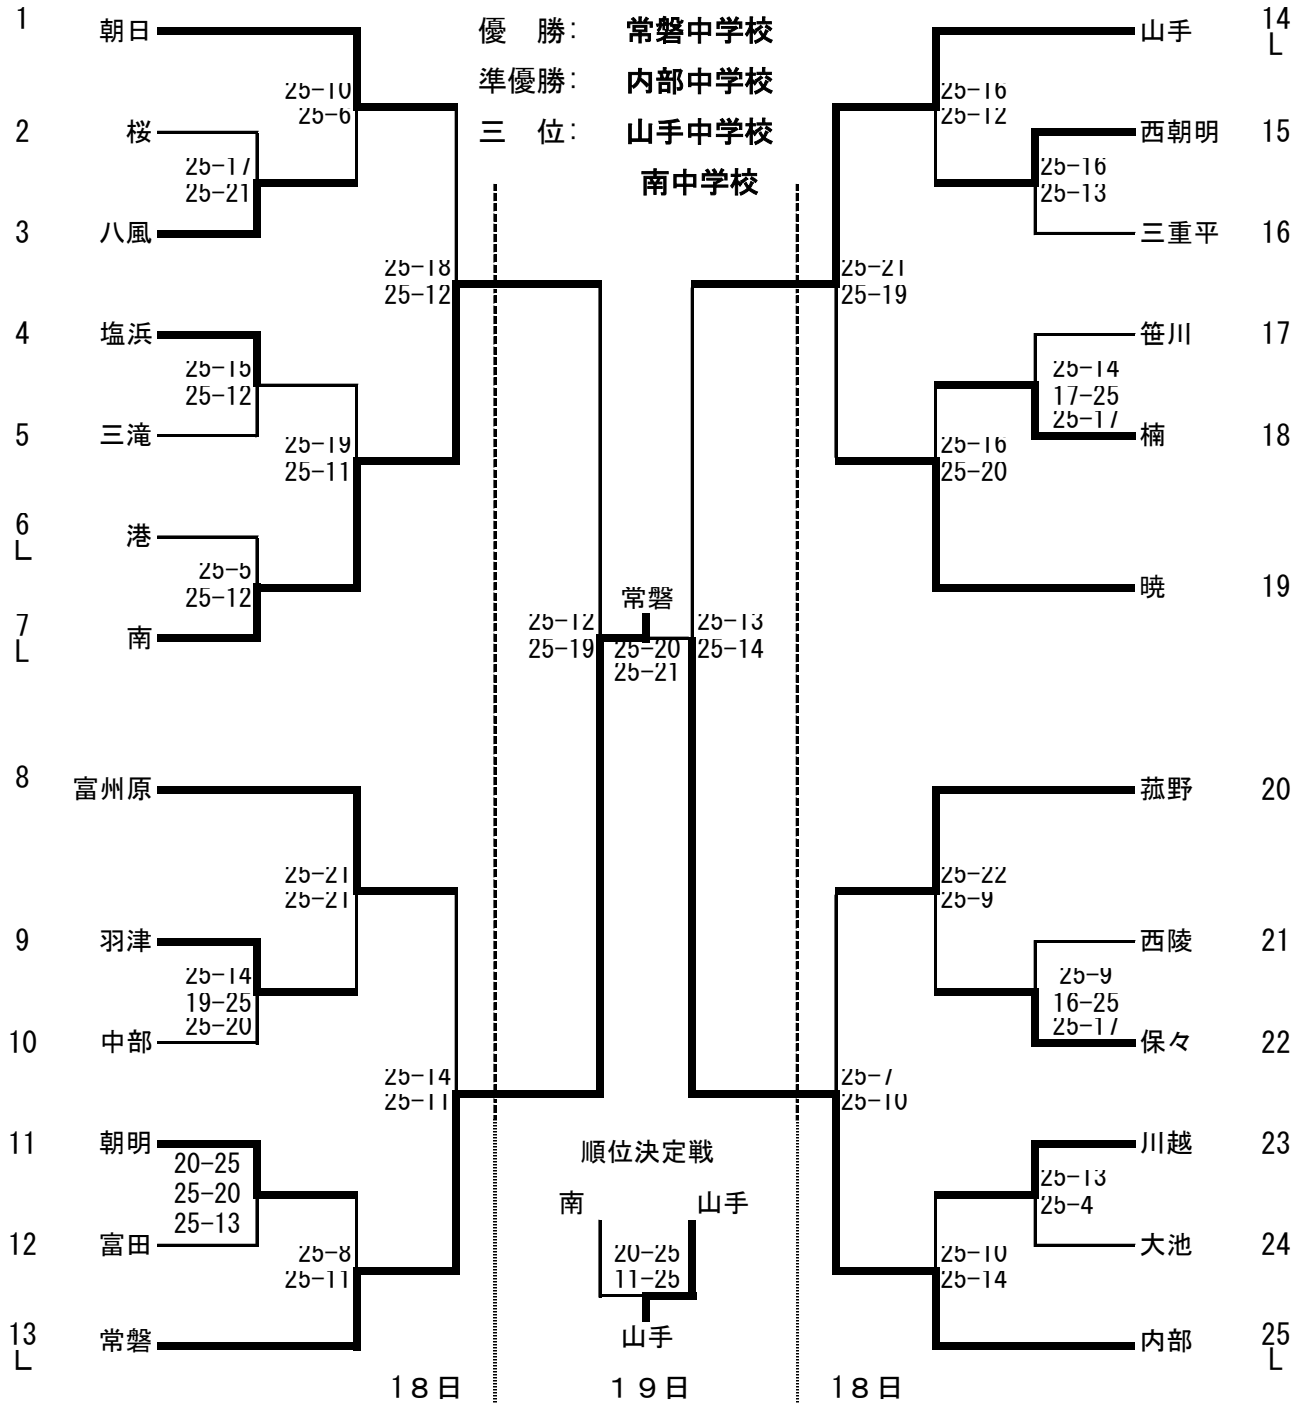 優　勝：　常磐中学校
準優勝：　内部中学校
三　位：　山手中学校
南中学校
1 朝日
25-10
25-6
2 桜
25-17
25-21
3 八風
25-18
25-12
4 塩浜
25-15
25-12
5 三滝
25-19
25-11
6
L
港
25-5
25-12
7
L
南
8 富州原
25-21
25-21
9 羽津
25-14
19-25
25-20
10 中部
25-14
25-11
11 朝明
20-25
25-20
25-13
12 富田
25-8
25-11
13
L
常磐
25-12
25-19
常磐
25-20
25-21
25-13
25-14
順位決定戦
南 山手
20-25
11-25
山手
山手 14
L
25-16
25-12
西朝明 15
25-16
25-13
三重平 16
25-21
25-19
笹川 17
25-14
17-25
25-17
楠 18
25-16
25-20
暁 19
菰野 20
25-22
25-9
西陵 21
25-9
16-25
25-17
保々 22
25-7
25-10
川越 23
25-13
25-4
大池 24
25-10
25-14
内部 25
L
18日 １９日 18日